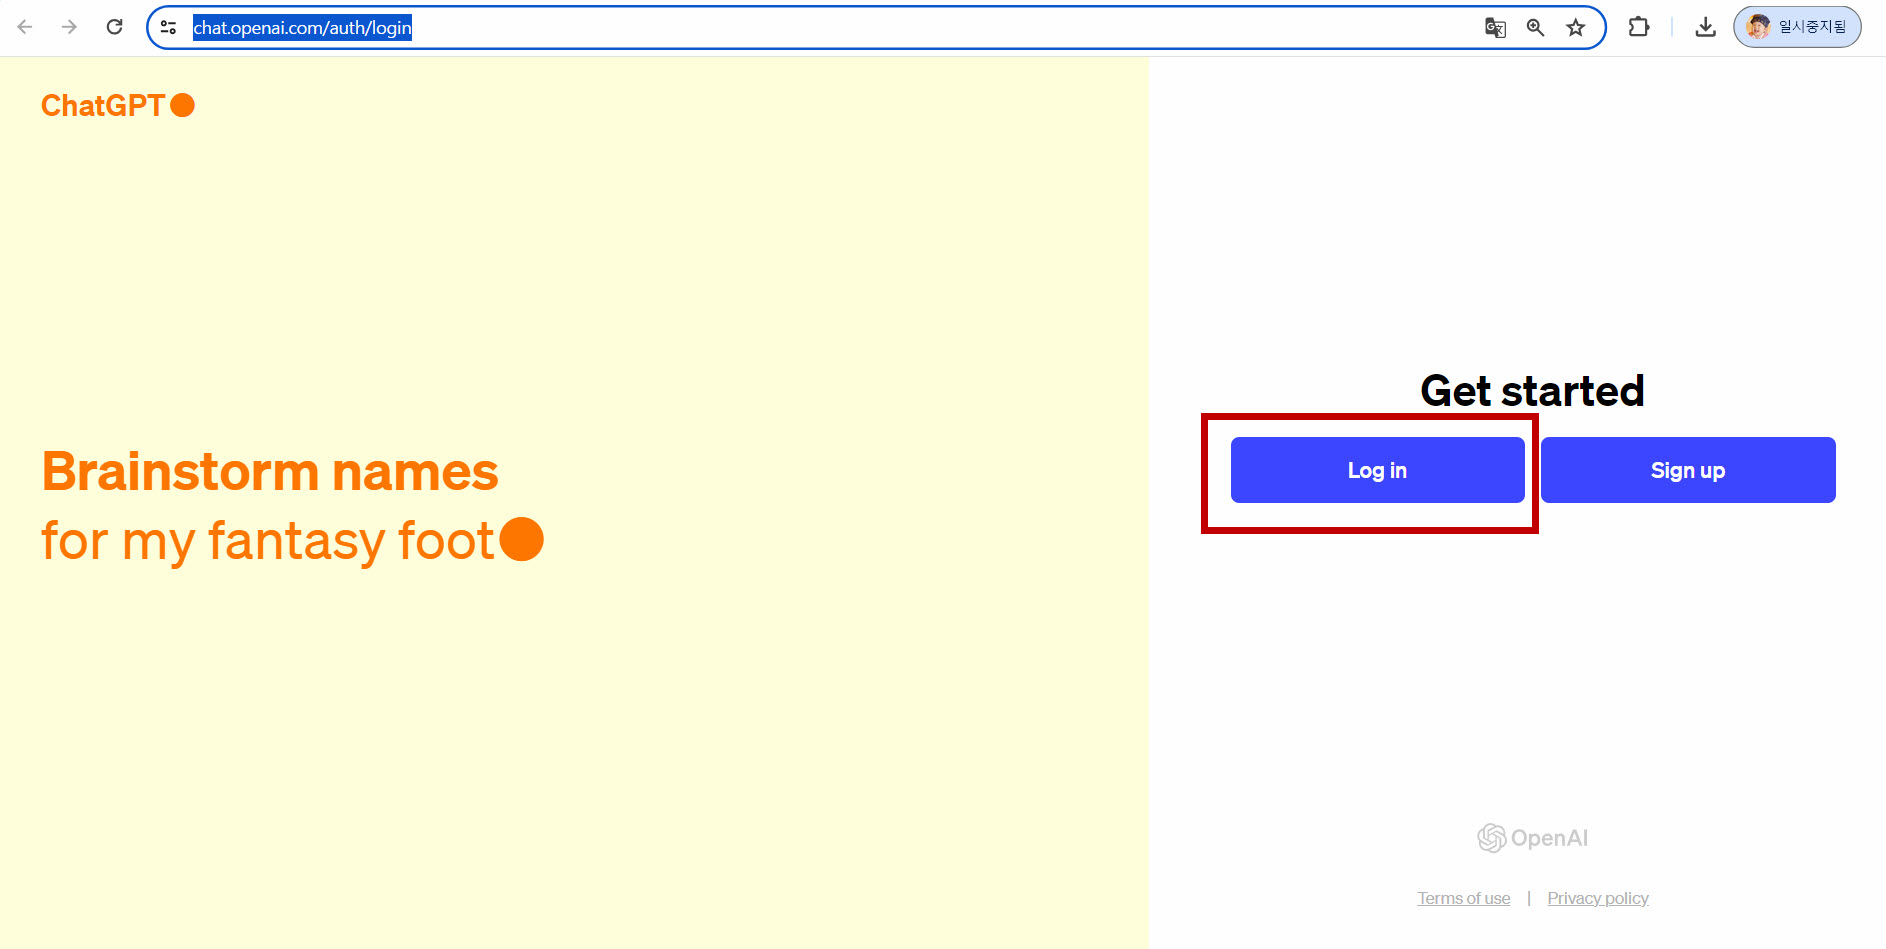 chat.openai.com/auth/login
일시중지됨
ChatGPT
Brainstorm names
for my fantasy foot
Get started
Log in
Sign up
OpenAI
Terms of use | Privacy policy